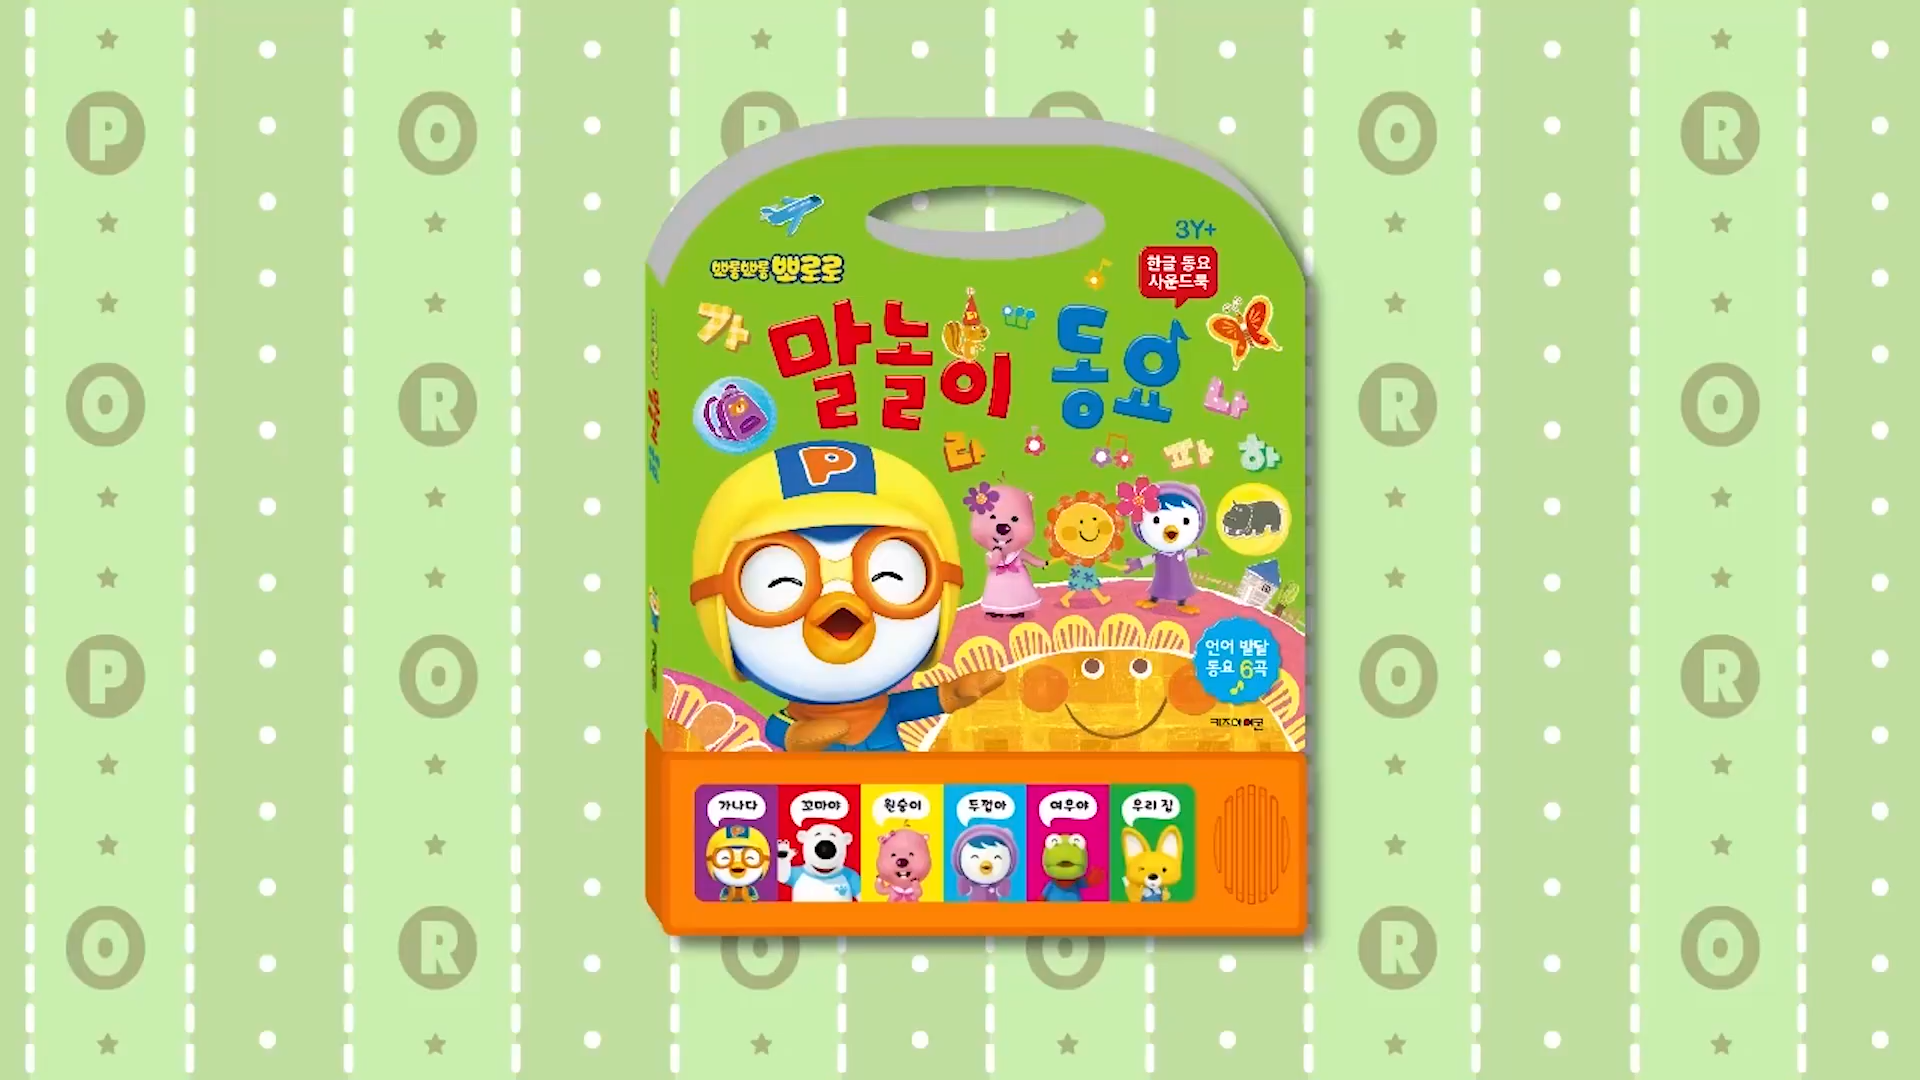 P O P P O R
3Y+
뽀롱뽀롱 뽀로로
한글 동요
사운드북
가
말놀이 동요
나
라 파 하
P
O R R O
언어 발달
동요 6곡
키즈아이콘
P O O R
가나다 꼬마야 원숭이 두껍아 여우야 우리 집
O R O O R O